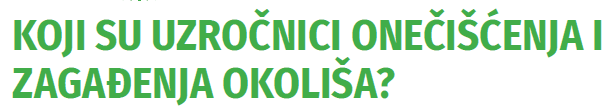 KOJI SU UZROČNICI ONEČIŠĆENJA I
ZAGAĐENJA OKOLIŠA?